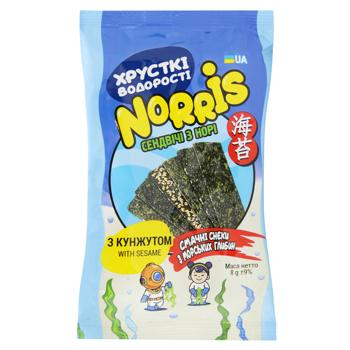 ХРУСТКІ
ВОДОРОСТІ
UA
NORRIS
СЕНДВІЧІ З НОРІ
海苔
З КУНЖУТОМ
WITH SESAME
СМАЧНІ СНЕКИ
З МОРСЬКИХ ГЛИБИН
Маса нетто
8 g ±9%